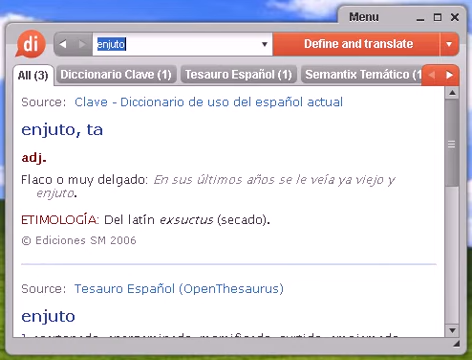 Menu
di enjuto Define and translate
All (3) Diccionario Clave (1) Tesauro Español (1) Semantix Temático (1
Source: Clave - Diccionario de uso del español actual
enjuto, ta
adj.
Flaco o muy delgado: En sus últimos años se le veía ya viejo y
enjuto.
ETIMOLOGÍA: Del latín exsuctus (secado).
© Ediciones SM 2006
Source: Tesauro Español (OpenThesaurus)
enjuto